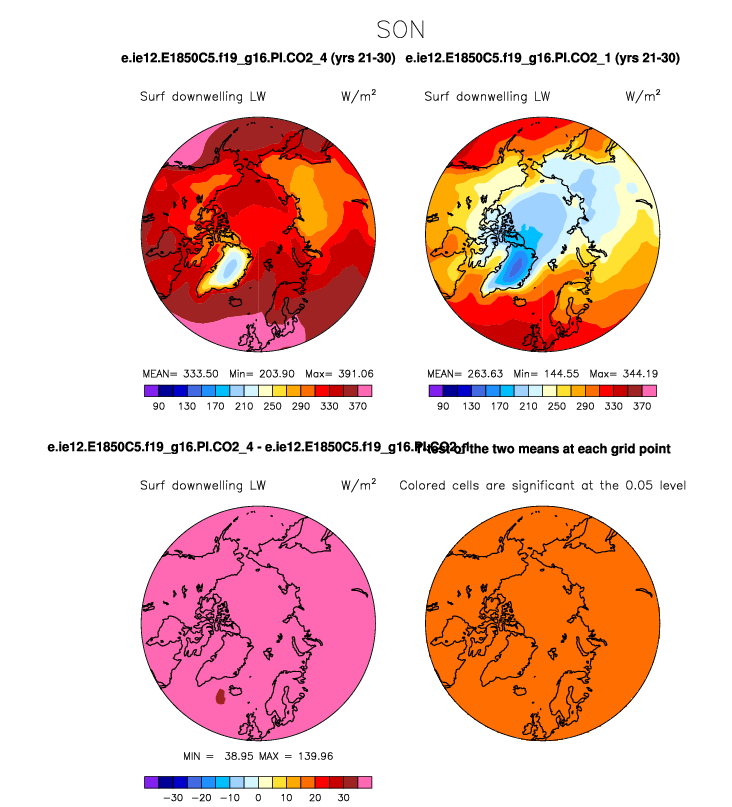 SON
e.ie12.E1850C5.f19_g16.PI.CO2_4 (yrs 21-30) e.ie12.E1850C5.f19_g16.PI.CO2_1 (yrs 21-30)
Surf downwelling LW W/m²
Surf downwelling LW W/m²
MEAN= 333.50 Min= 203.90 Max= 391.06
90 130 170 210 250 290 330 370
MEAN= 263.63 Min= 144.55 Max= 344.19
90 130 170 210 250 290 330 370
e.ie12.E1850C5.f19_g16.PI.CO2_4 - e.ie12.E1850C5.f19_g16.PI.CO2_1
T-test of the two means at each grid point
Surf downwelling LW W/m²
Colored cells are significant at the 0.05 level
MIN = 38.95 MAX = 139.96
-30 -20 -10 0 10 20 30